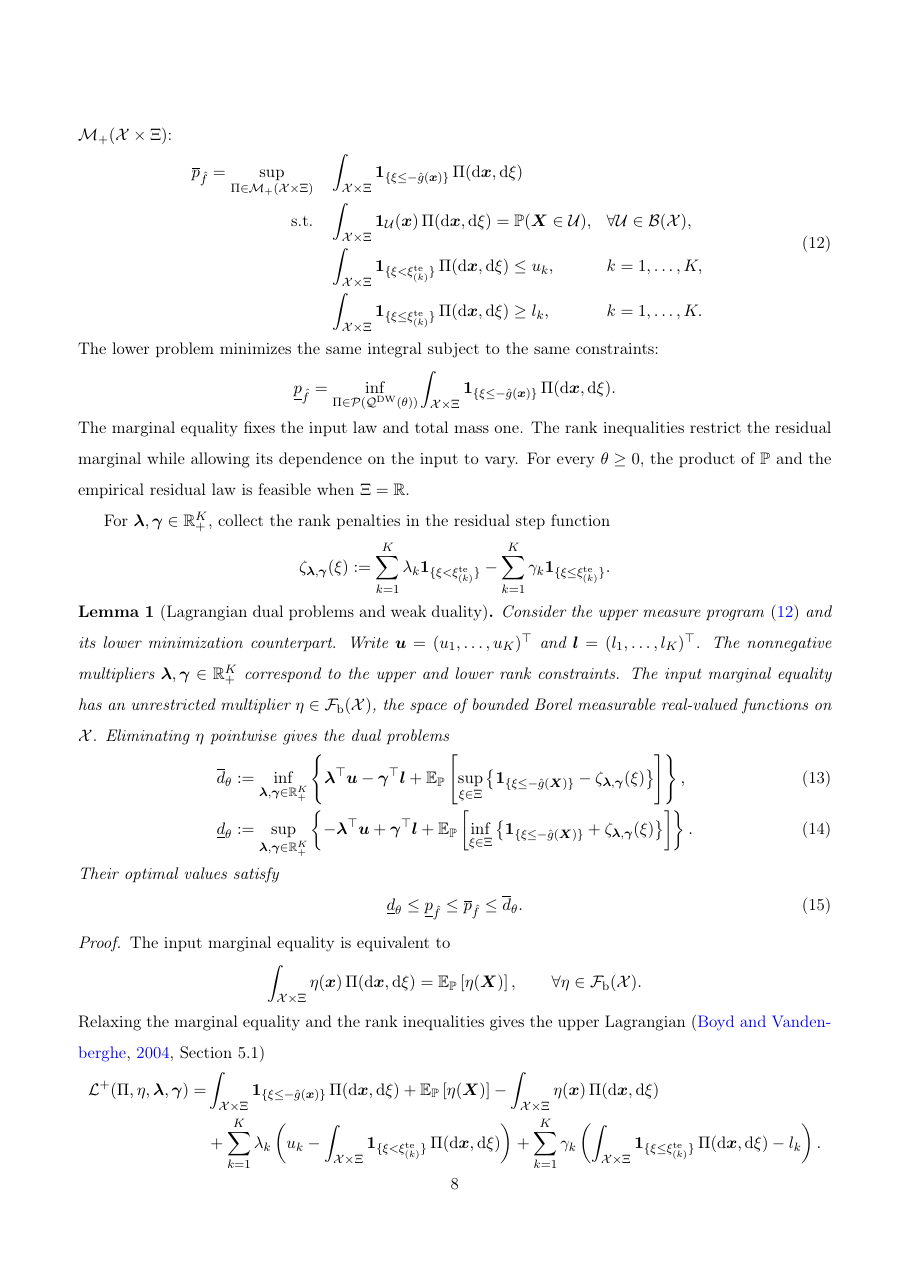 ℳ₊(𝒳 × Ξ):
p̅_f̂ = sup_{Π∈ℳ₊(𝒳×Ξ)} ∫_{𝒳×Ξ} 𝟏_{ξ≤−ĝ(𝒙)} Π(d𝒙, dξ)
s.t. ∫_{𝒳×Ξ} 𝟏_𝒰(𝒙) Π(d𝒙, dξ) = ℙ(𝑿 ∈ 𝒰), ∀𝒰 ∈ ℬ(𝒳),
(12)
∫_{𝒳×Ξ} 𝟏_{ξ<ξ^te_(k)} Π(d𝒙, dξ) ≤ u_k, k = 1, . . . , K,
∫_{𝒳×Ξ} 𝟏_{ξ≤ξ^te_(k)} Π(d𝒙, dξ) ≥ l_k, k = 1, . . . , K.
The lower problem minimizes the same integral subject to the same constraints:
p̲_f̂ = inf_{Π∈𝒫(𝒬^DW(θ))} ∫_{𝒳×Ξ} 𝟏_{ξ≤−ĝ(𝒙)} Π(d𝒙, dξ).
The marginal equality fixes the input law and total mass one. The rank inequalities restrict the residual
marginal while allowing its dependence on the input to vary. For every θ ≥ 0, the product of ℙ and the
empirical residual law is feasible when Ξ = ℝ.
For 𝝀, 𝜸 ∈ ℝ₊^K, collect the rank penalties in the residual step function
ζ_{𝝀,𝜸}(ξ) := ∑_{k=1}^{K} λ_k 𝟏_{ξ<ξ^te_(k)} − ∑_{k=1}^{K} γ_k 𝟏_{ξ≤ξ^te_(k)}.
Lemma 1 (Lagrangian dual problems and weak duality). Consider the upper measure program (12) and
its lower minimization counterpart. Write 𝒖 = (u₁, . . . , u_K)^⊤ and 𝒍 = (l₁, . . . , l_K)^⊤. The nonnegative
multipliers 𝝀, 𝜸 ∈ ℝ₊^K correspond to the upper and lower rank constraints. The input marginal equality
has an unrestricted multiplier η ∈ ℱ_b(𝒳), the space of bounded Borel measurable real-valued functions on
𝒳. Eliminating η pointwise gives the dual problems
d̅_θ := inf_{𝝀,𝜸∈ℝ₊^K} { 𝝀^⊤𝒖 − 𝜸^⊤𝒍 + 𝔼_ℙ [ sup_{ξ∈Ξ} { 𝟏_{ξ≤−ĝ(𝑿)} − ζ_{𝝀,𝜸}(ξ) } ] }, (13)
d̲_θ := sup_{𝝀,𝜸∈ℝ₊^K} { −𝝀^⊤𝒖 + 𝜸^⊤𝒍 + 𝔼_ℙ [ inf_{ξ∈Ξ} { 𝟏_{ξ≤−ĝ(𝑿)} + ζ_{𝝀,𝜸}(ξ) } ] }. (14)
Their optimal values satisfy
d̲_θ ≤ p̲_f̂ ≤ p̅_f̂ ≤ d̅_θ. (15)
Proof. The input marginal equality is equivalent to
∫_{𝒳×Ξ} η(𝒙) Π(d𝒙, dξ) = 𝔼_ℙ [η(𝑿)] , ∀η ∈ ℱ_b(𝒳).
Relaxing the marginal equality and the rank inequalities gives the upper Lagrangian (Boyd and Vanden-
berghe, 2004, Section 5.1)
ℒ⁺(Π, η, 𝝀, 𝜸) = ∫_{𝒳×Ξ} 𝟏_{ξ≤−ĝ(𝒙)} Π(d𝒙, dξ) + 𝔼_ℙ [η(𝑿)] − ∫_{𝒳×Ξ} η(𝒙) Π(d𝒙, dξ)
+ ∑_{k=1}^{K} λ_k ( u_k − ∫_{𝒳×Ξ} 𝟏_{ξ<ξ^te_(k)} Π(d𝒙, dξ) ) + ∑_{k=1}^{K} γ_k ( ∫_{𝒳×Ξ} 𝟏_{ξ≤ξ^te_(k)} Π(d𝒙, dξ) − l_k ) .
8